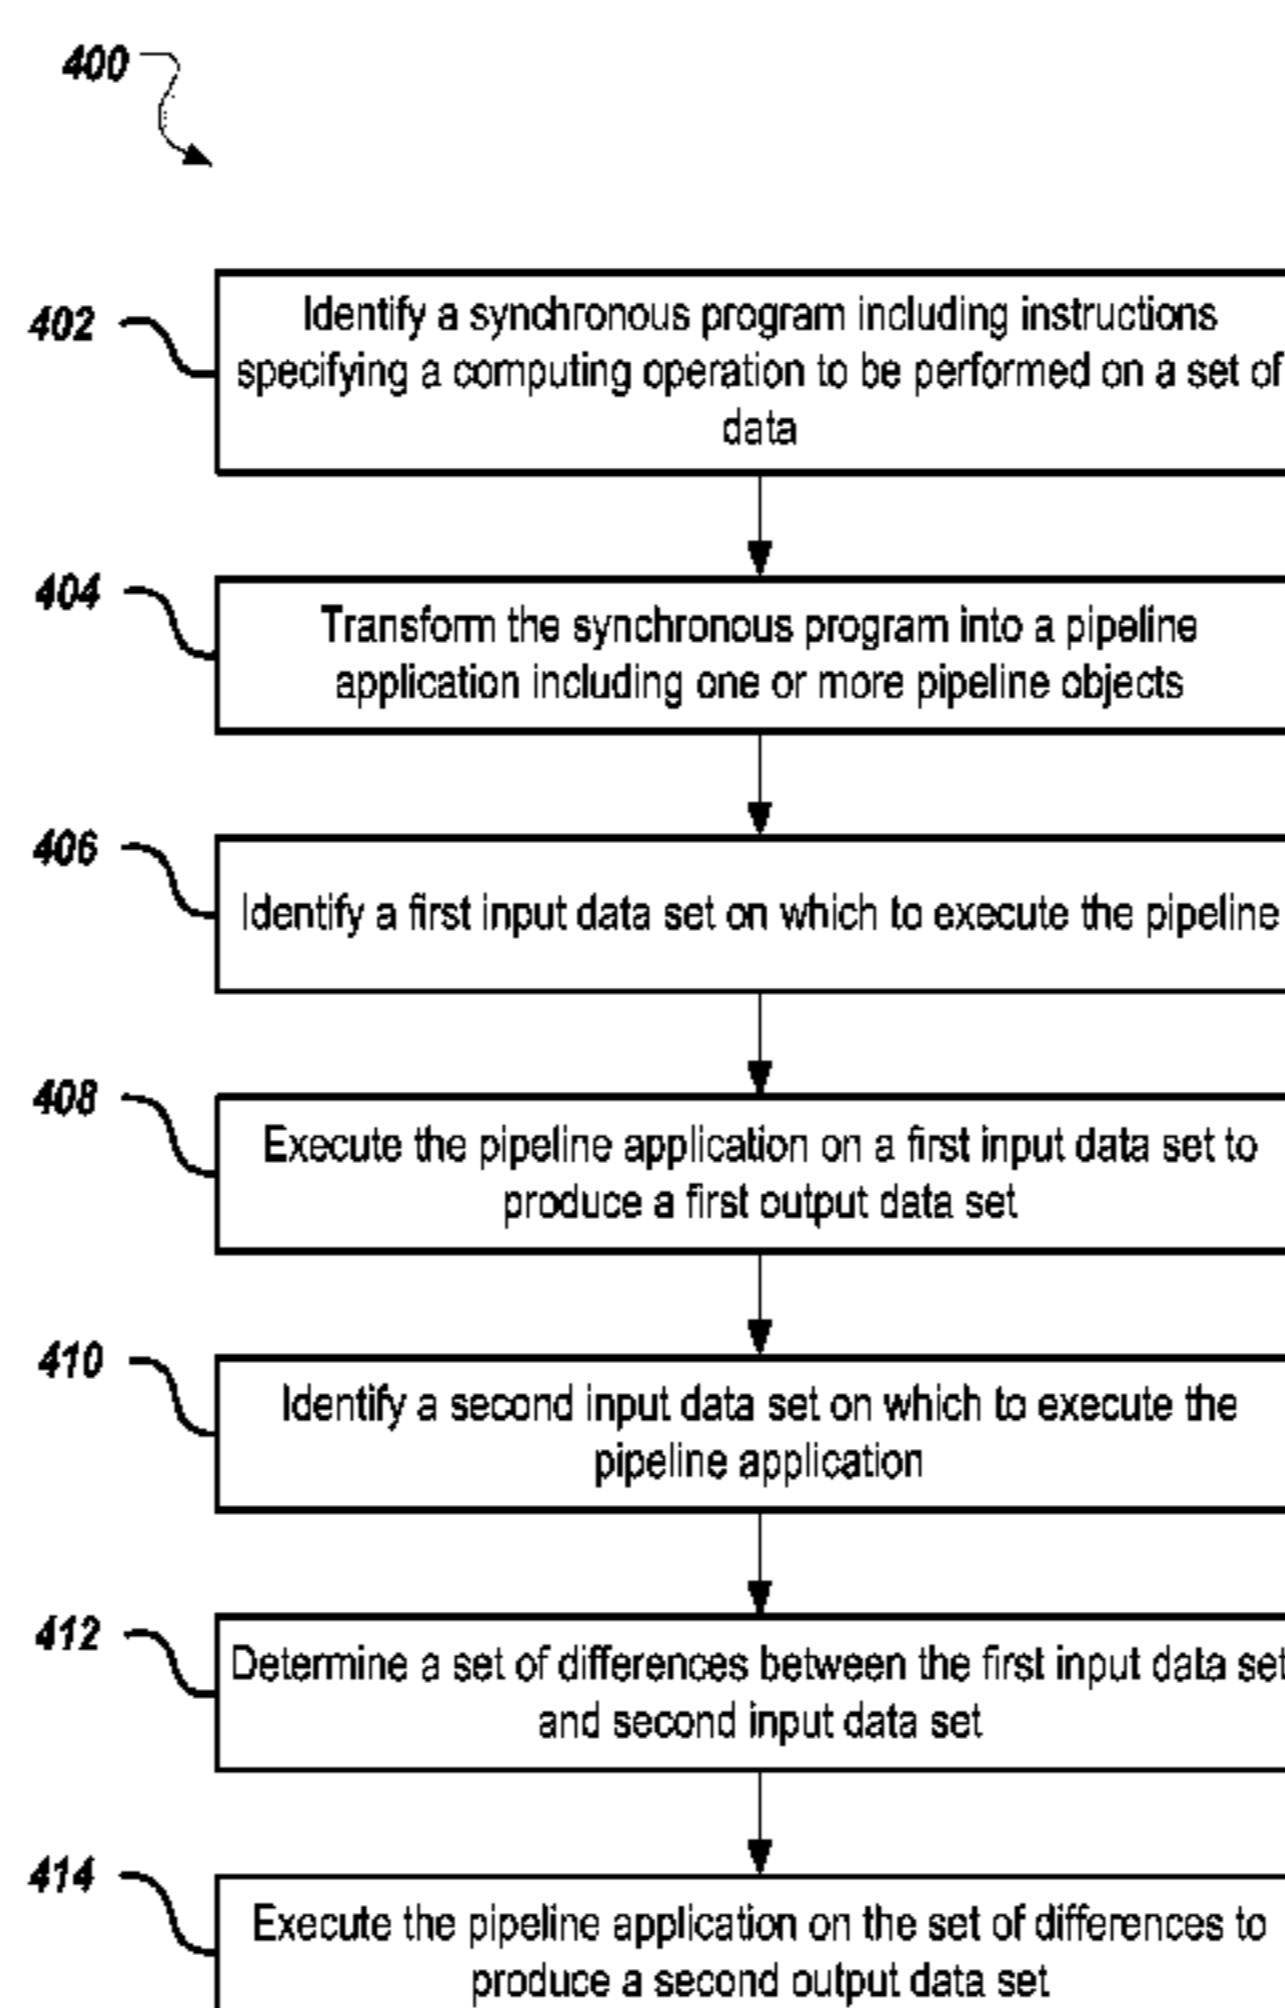 400
402
Identify a synchronous program including instructions
specifying a computing operation to be performed on a set of
data
404
Transform the synchronous program into a pipeline
application including one or more pipeline objects
406
Identify a first input data set on which to execute the pipeline
408
Execute the pipeline application on a first input data set to
produce a first output data set
410
Identify a second input data set on which to execute the
pipeline application
412
Determine a set of differences between the first input data set
and second input data set
414
Execute the pipeline application on the set of differences to
produce a second output data set